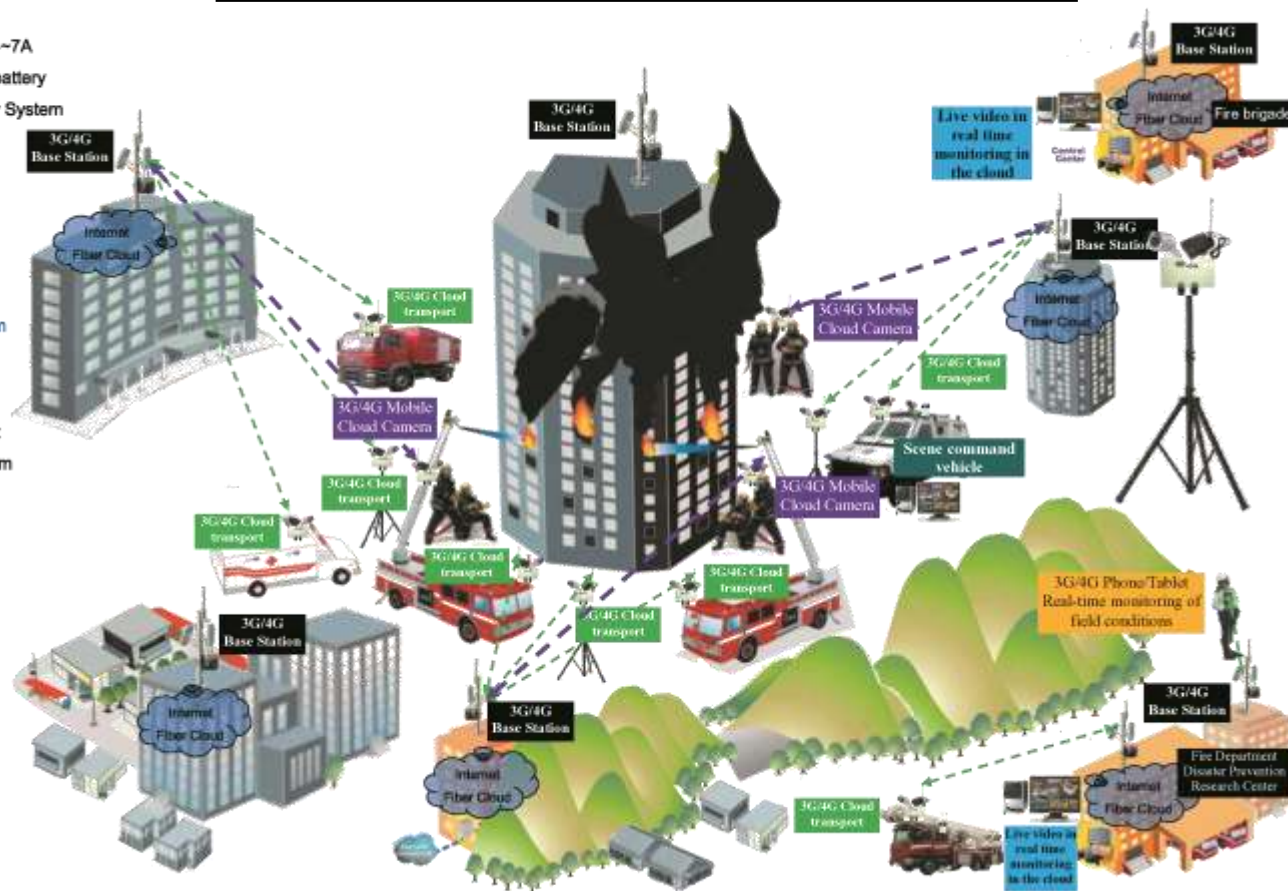 ~7A
System
3G/4G
Base Station
3G/4G
Base Station
3G/4G
Base Station
Internet
Fiber Cloud
Fire brigade
Live video in
real time
monitoring in
the cloud
Control
Center
3G/4G
Base Station
Internet
Fiber Cloud
3G/4G
Base Station
Internet
Fiber Cloud
3G/4G Cloud
transport
3G/4G Mobile
Cloud Camera
3G/4G Cloud
transport
3G/4G Mobile
Cloud Camera
Scene command
vehicle
3G/4G Cloud
transport
3G/4G Mobile
Cloud Camera
3G/4G Cloud
transport
3G/4G Cloud
transport
3G/4G Cloud
transport
3G/4G Cloud
transport
3G/4G Phone/Tablet
Real-time monitoring of
field conditions
3G/4G
Base Station
Internet
Fiber Cloud
3G/4G
Base Station
Internet
Fiber Cloud
3G/4G
Base Station
Fire Department
Disaster Prevention
Research Center
Internet
Fiber Cloud
3G/4G Cloud
transport
Live video in
real time
monitoring
in the cloud